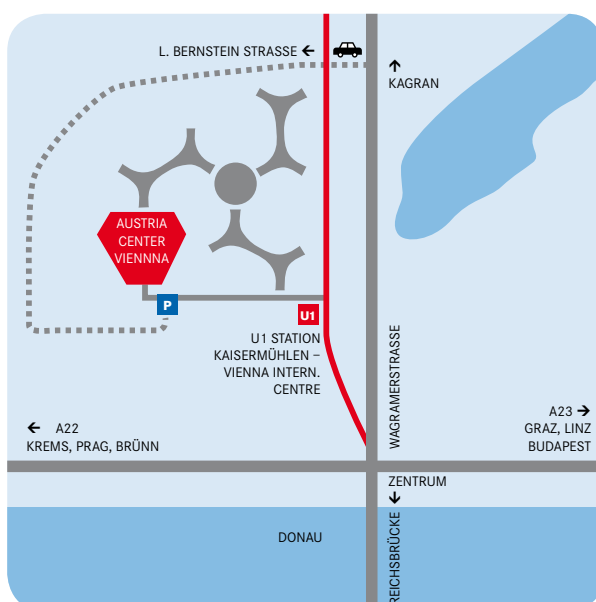 L. BERNSTEIN STRASSE ←
↑
KAGRAN
AUSTRIA
CENTER
VIENNNA
P
U1
U1 STATION
KAISERMÜHLEN –
VIENNA INTERN.
CENTRE
WAGRAMERSTRASSE
← A22
KREMS, PRAG, BRÜNN
A23 →
GRAZ, LINZ
BUDAPEST
ZENTRUM
↓
DONAU
REICHSBRÜCKE